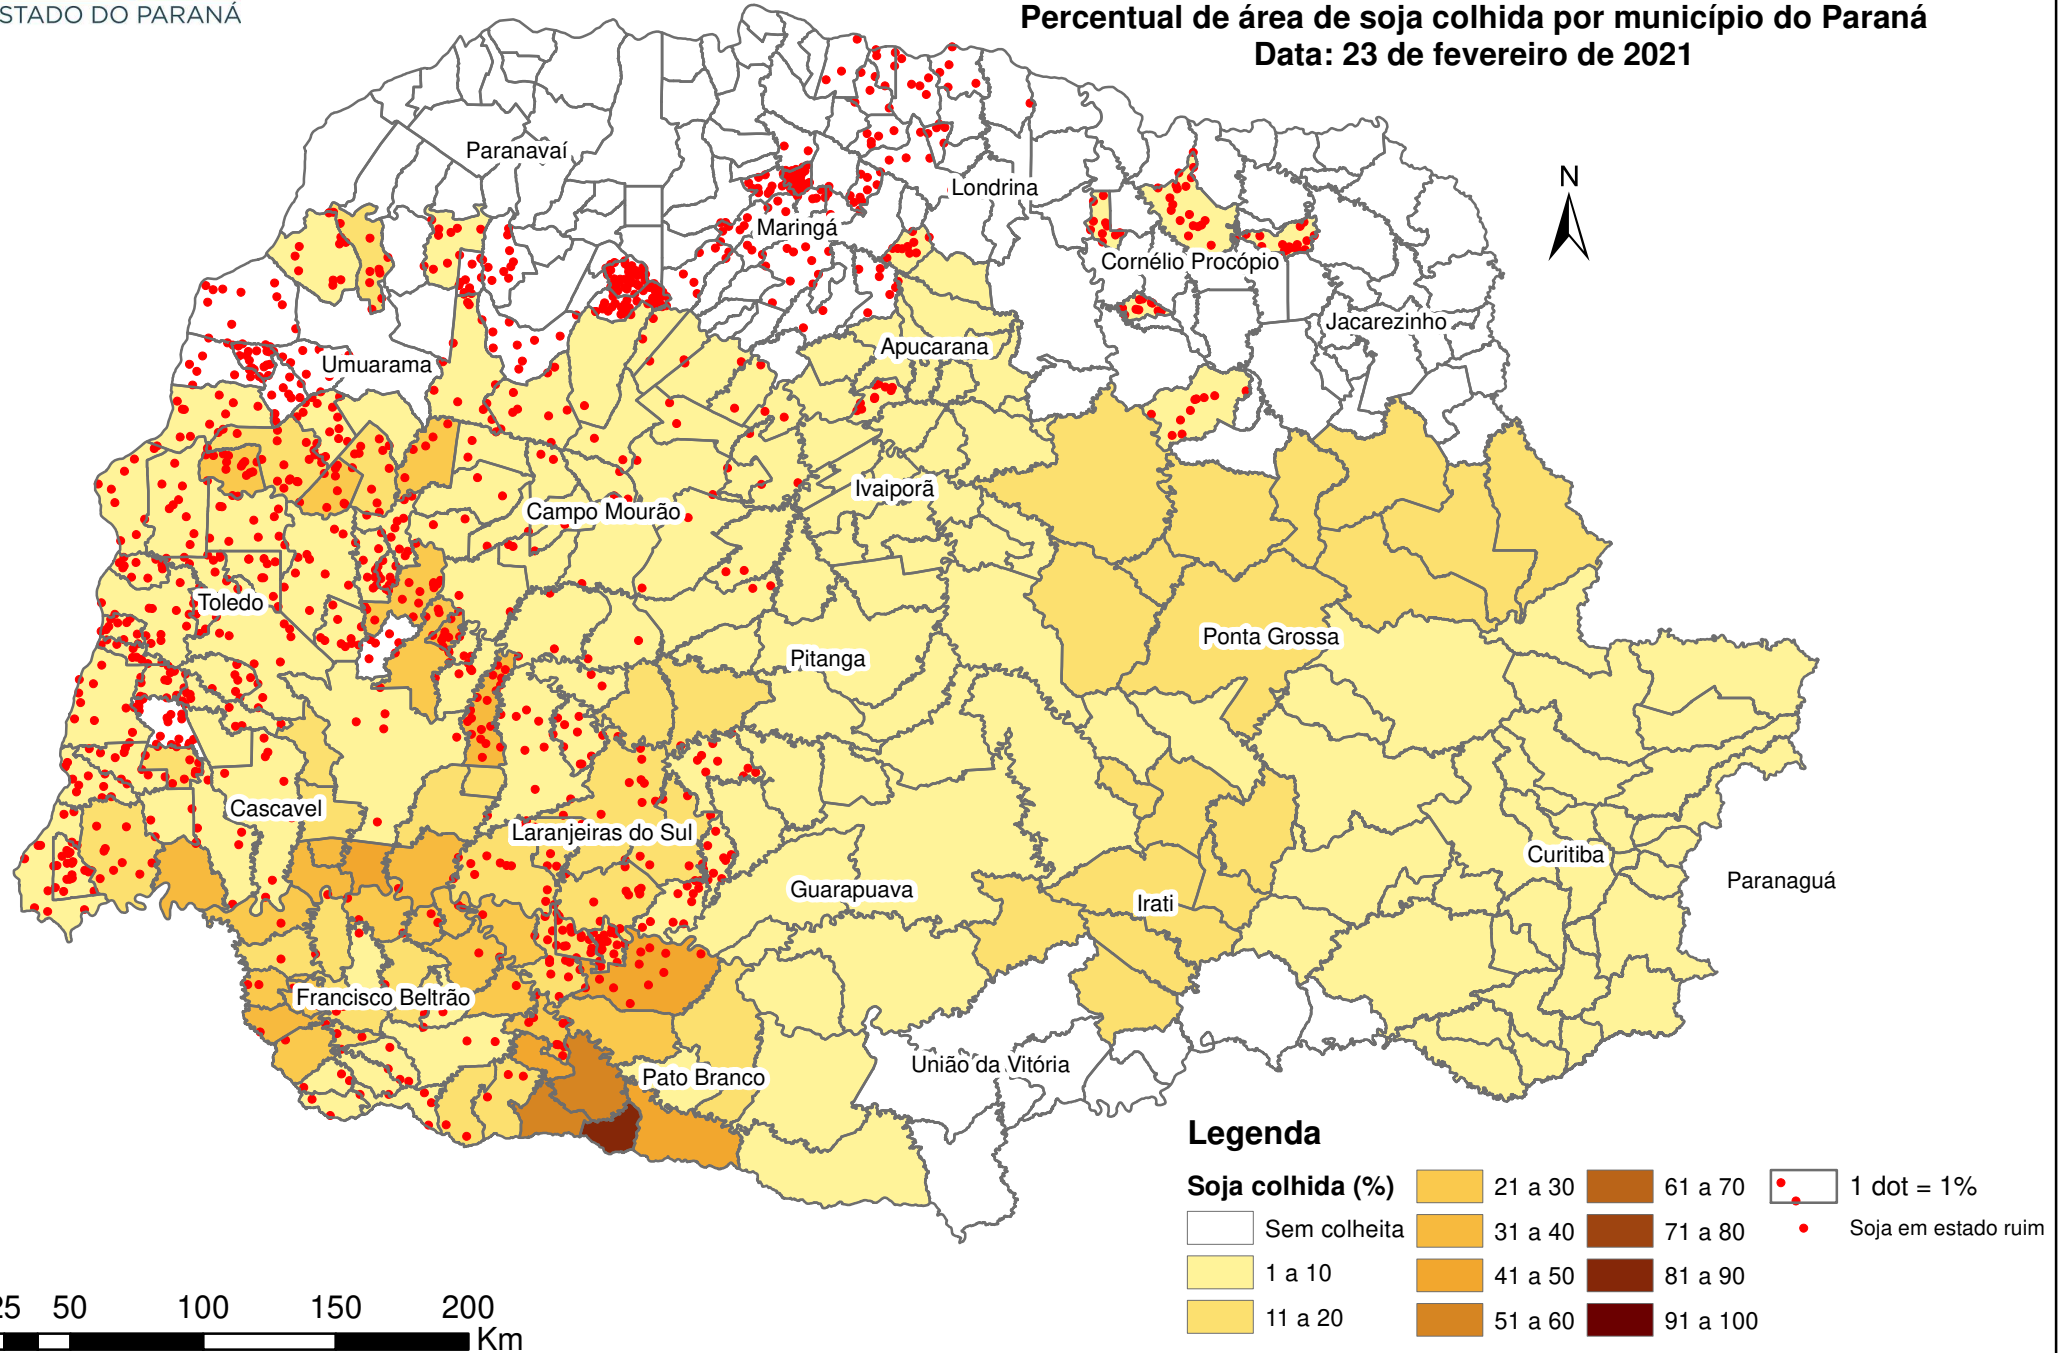 STADO DO PARANÁ
Percentual de área de soja colhida por município do Paraná
Data: 23 de fevereiro de 2021
N
Paranavaí
Londrina
Maringá
Cornélio Procópio
Jacarezinho
Umuarama
Apucarana
Ivaiporã
Campo Mourão
Toledo
Ponta Grossa
Pitanga
Cascavel
Laranjeiras do Sul
Curitiba
Paranaguá
Guarapuava
Irati
Francisco Beltrão
União da Vitória
Pato Branco
Legenda
Soja colhida (%)
Sem colheita
1 a 10
11 a 20
21 a 30
31 a 40
41 a 50
51 a 60
61 a 70
71 a 80
81 a 90
91 a 100
1 dot = 1%
Soja em estado ruim
25 50 100 150 200
Km